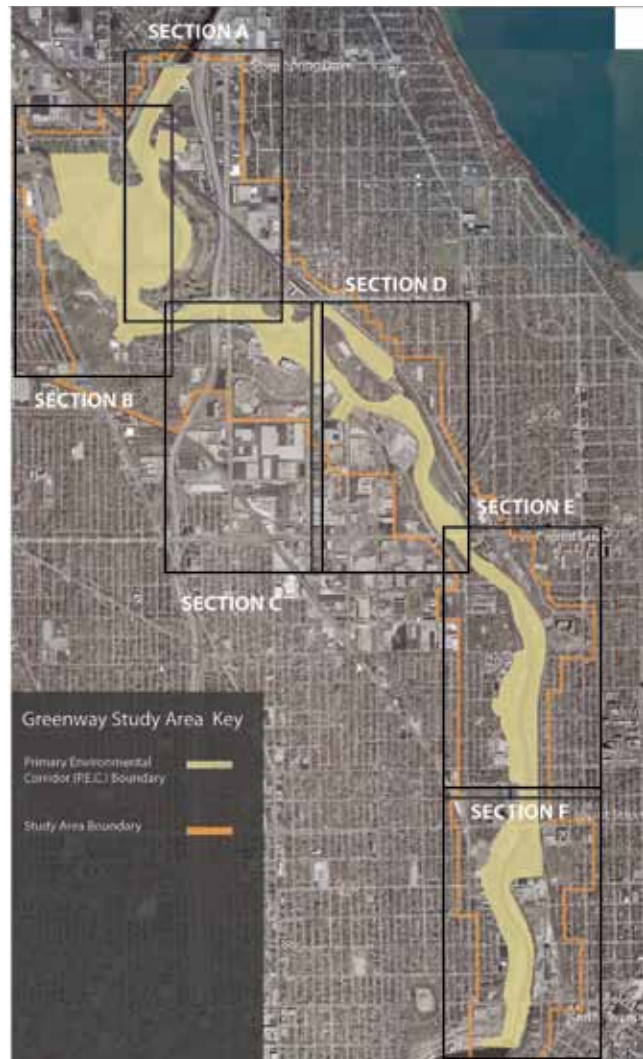 SECTION A
SECTION D
SECTION B
SECTION E
SECTION C
Greenway Study Area Key
Primary Environmental
Corridor (P.E.C.) Boundary
Study Area Boundary
SECTION F